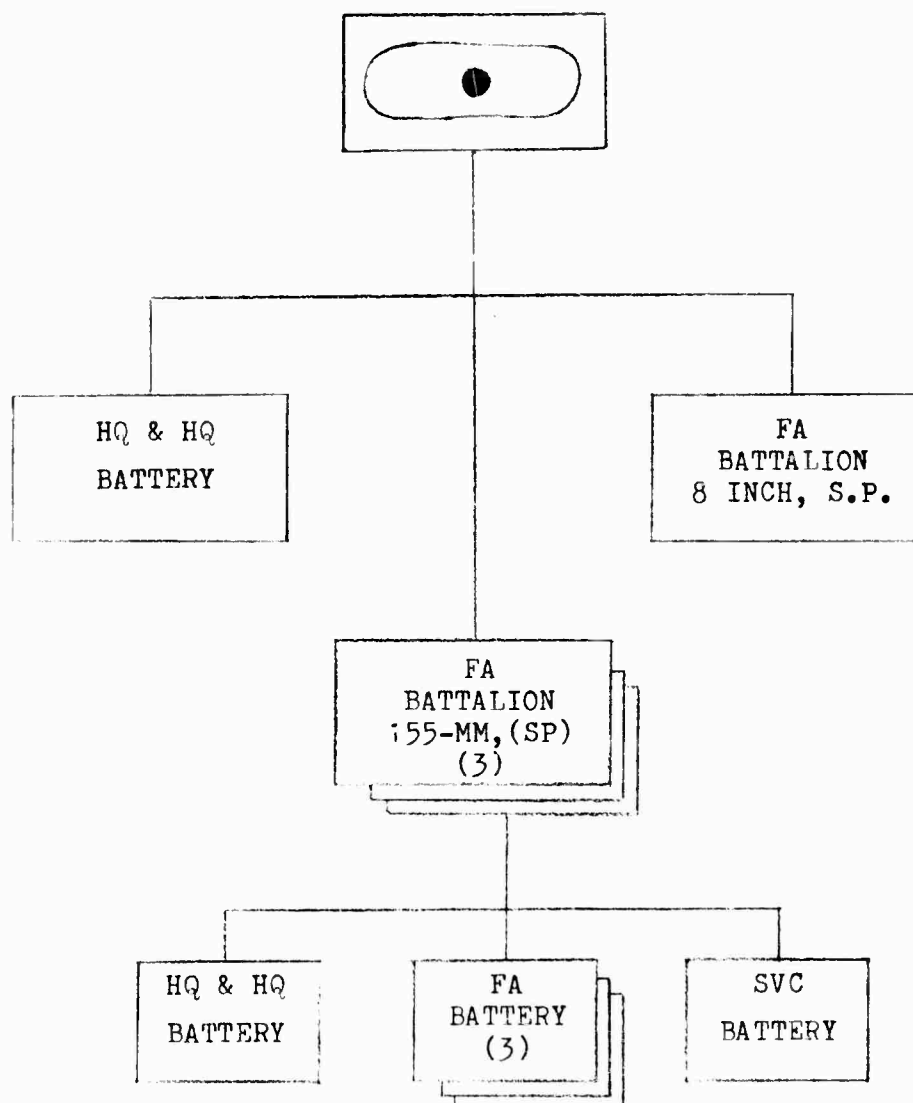 HQ & HQ
BATTERY
FA
BATTALION
8 INCH, S.P.
FA
BATTALION
155-MM,(SP)
(3)
HQ & HQ
BATTERY
FA
BATTERY
(3)
SVC
BATTERY